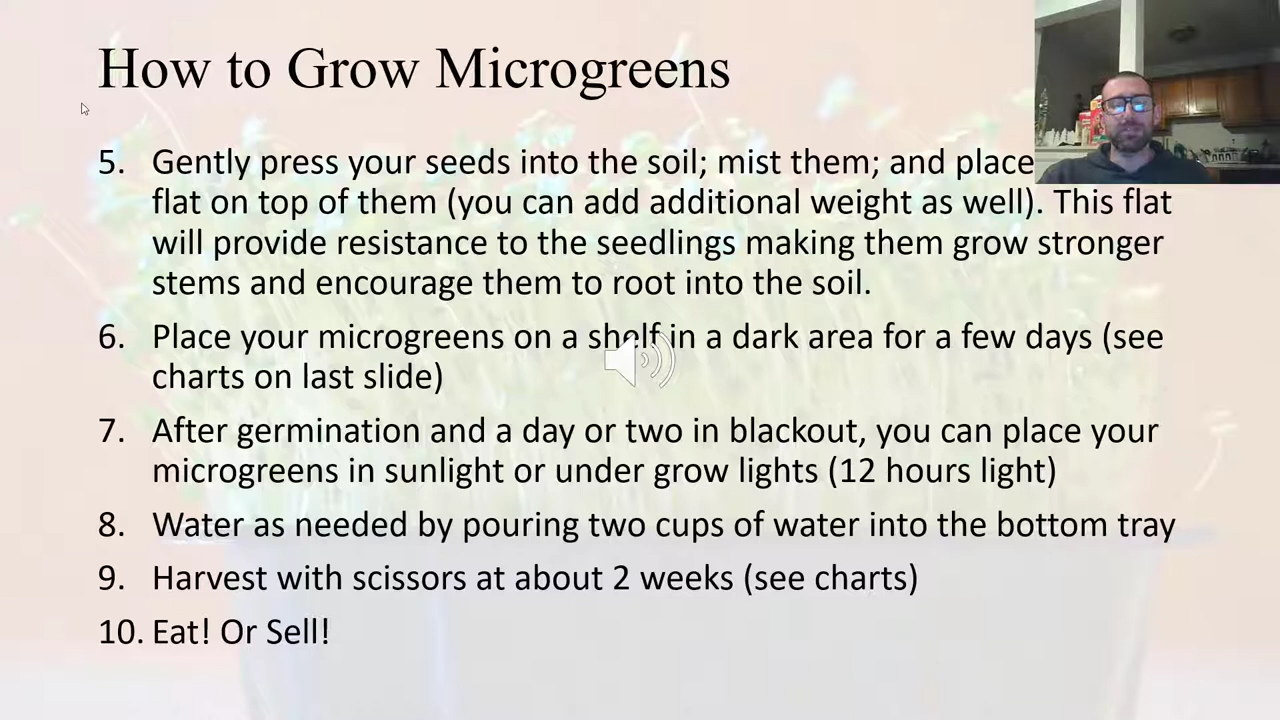 How to Grow Microgreens
5. Gently press your seeds into the soil; mist them; and place
flat on top of them (you can add additional weight as well). This flat
will provide resistance to the seedlings making them grow stronger
stems and encourage them to root into the soil.
6. Place your microgreens on a shelf in a dark area for a few days (see
charts on last slide)
7. After germination and a day or two in blackout, you can place your
microgreens in sunlight or under grow lights (12 hours light)
8. Water as needed by pouring two cups of water into the bottom tray
9. Harvest with scissors at about 2 weeks (see charts)
10. Eat! Or Sell!